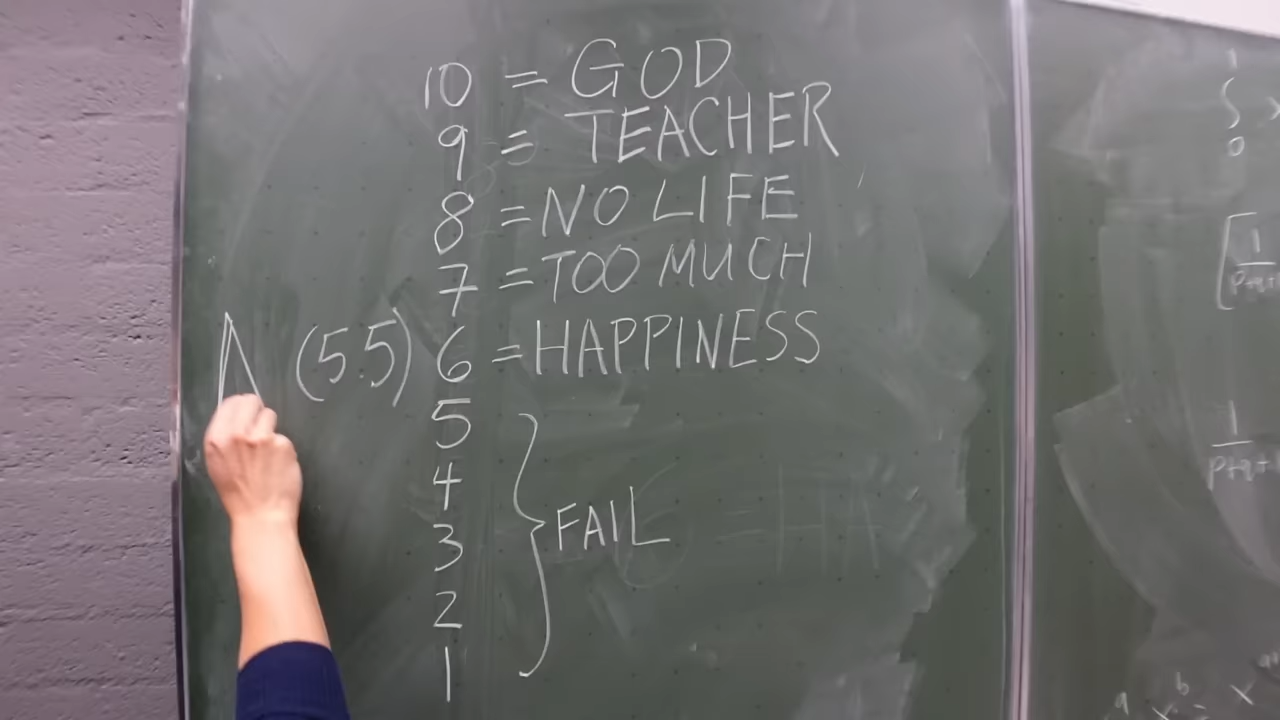 10 = GOD
9 = TEACHER
8 = NO LIFE
7 = TOO MUCH
(5.5) 6 = HAPPINESS
5
4
3 } FAIL
2
1